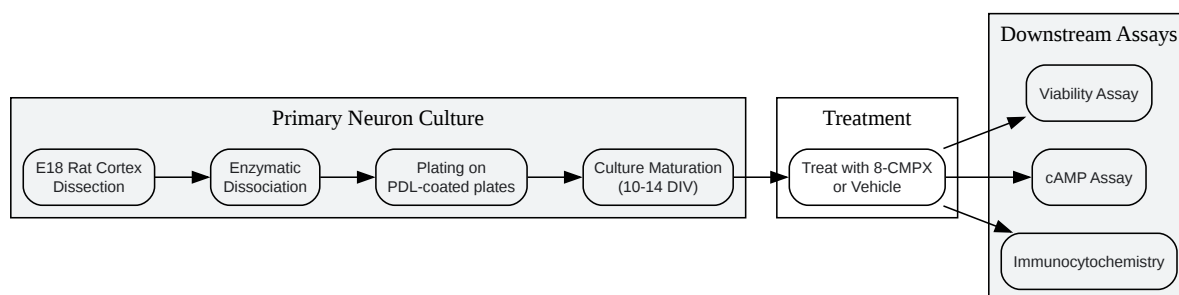 Primary Neuron Culture
E18 Rat Cortex
Dissection
Enzymatic
Dissociation
Plating on
PDL-coated plates
Culture Maturation
(10-14 DIV)
Treatment
Treat with 8-CMPX
or Vehicle
Downstream Assays
Viability Assay
cAMP Assay
Immunocytochemistry